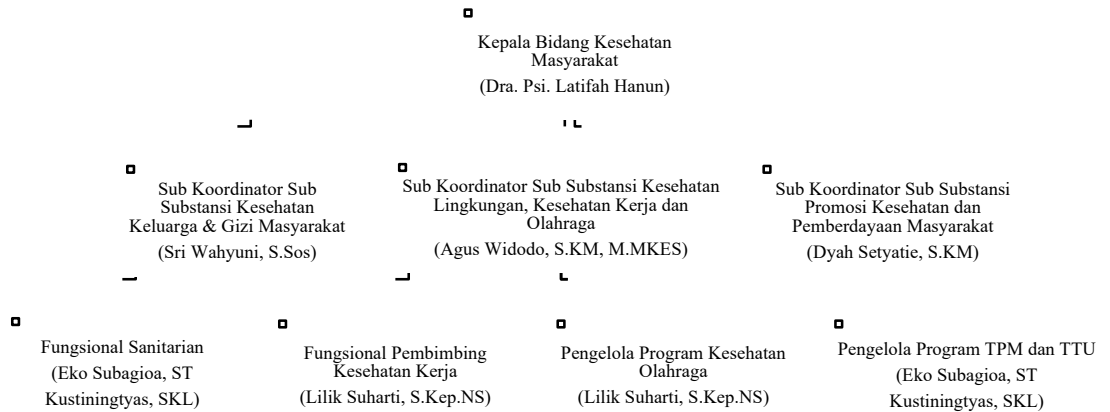 Kepala Bidang Kesehatan
Masyarakat
(Dra. Psi. Latifah Hanun)
Sub Koordinator Sub
Substansi Kesehatan
Keluarga & Gizi Masyarakat
(Sri Wahyuni, S.Sos)
Sub Koordinator Sub Substansi Kesehatan
Lingkungan, Kesehatan Kerja dan
Olahraga
(Agus Widodo, S.KM, M.MKES)
Sub Koordinator Sub Substansi
Promosi Kesehatan dan
Pemberdayaan Masyarakat
(Dyah Setyatie, S.KM)
Fungsional Sanitarian
(Eko Subagioa, ST
Kustiningtyas, SKL)
Fungsional Pembimbing
Kesehatan Kerja
(Lilik Suharti, S.Kep.NS)
Pengelola Program Kesehatan
Olahraga
(Lilik Suharti, S.Kep.NS)
Pengelola Program TPM dan TTU
(Eko Subagioa, ST
Kustiningtyas, SKL)